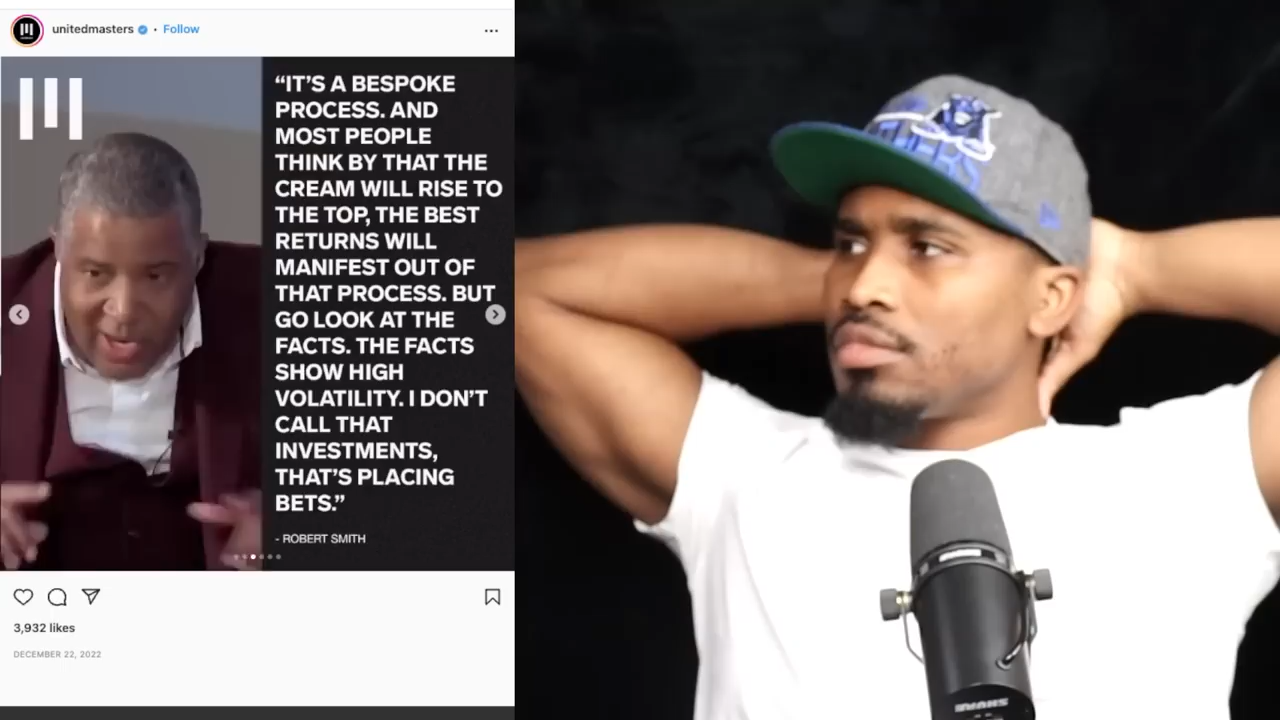 unitedmasters • Follow
“IT’S A BESPOKE
PROCESS. AND
MOST PEOPLE
THINK BY THAT THE
CREAM WILL RISE TO
THE TOP, THE BEST
RETURNS WILL
MANIFEST OUT OF
THAT PROCESS. BUT
GO LOOK AT THE
FACTS. THE FACTS
SHOW HIGH
VOLATILITY. I DON’T
CALL THAT
INVESTMENTS,
THAT’S PLACING
BETS.”
- ROBERT SMITH
3,932 likes
DECEMBER 22, 2022